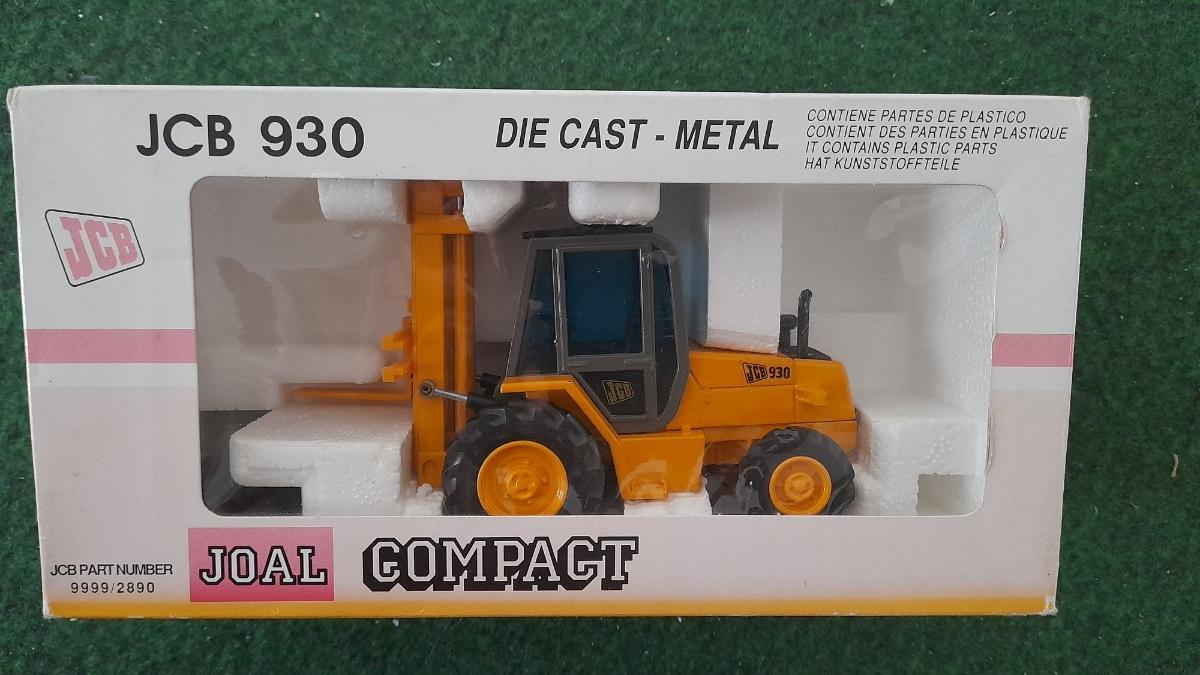 JCB 930
DIE CAST - METAL
CONTIENE PARTES DE PLASTICO
CONTIENT DES PARTIES EN PLASTIQUE
IT CONTAINS PLASTIC PARTS
HAT KUNSTSTOFFTEILE
JCB
JCB 930
JCB
JCB PART NUMBER
9999/2890
JOAL COMPACT